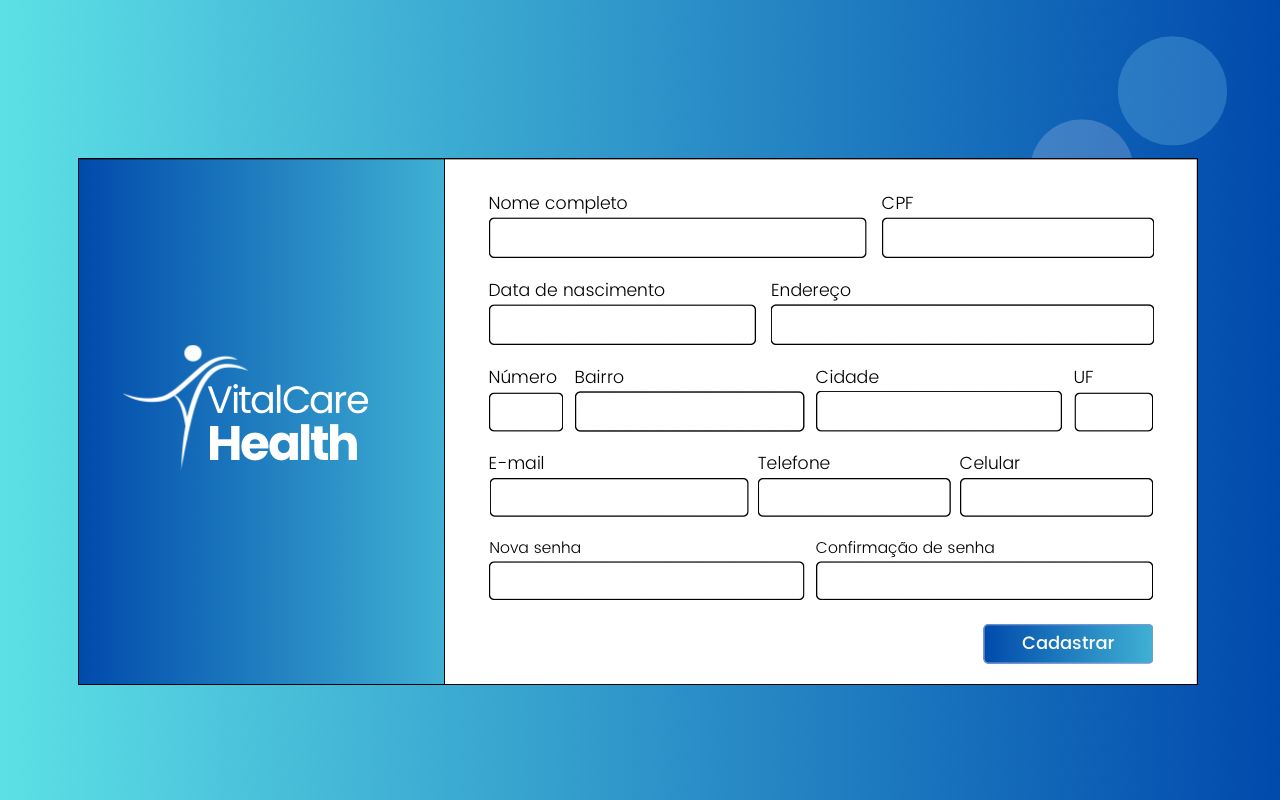 Nome completo
CPF
Data de nascimento
Endereço
Número
Bairro
Cidade
UF
VitalCare
Health
E-mail
Telefone
Celular
Nova senha
Confirmação de senha
Cadastrar